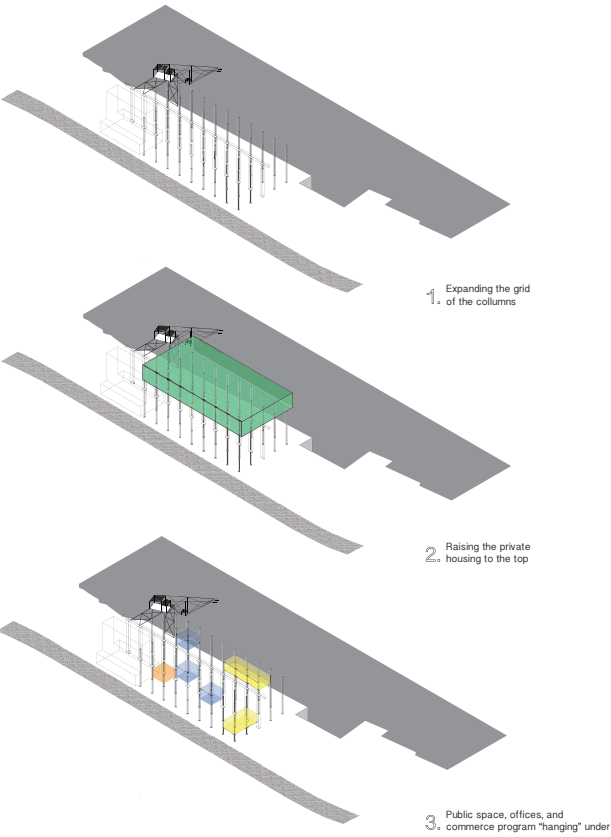 1. Expanding the grid
of the collumns
2. Raising the private
housing to the top
3. Public space, offices, and
commerce program “hanging” under